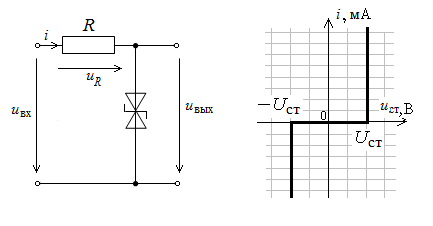 i
R
u_R
u_вх
u_вых
i, мА
−U_ст
0
u_ст, В
U_ст